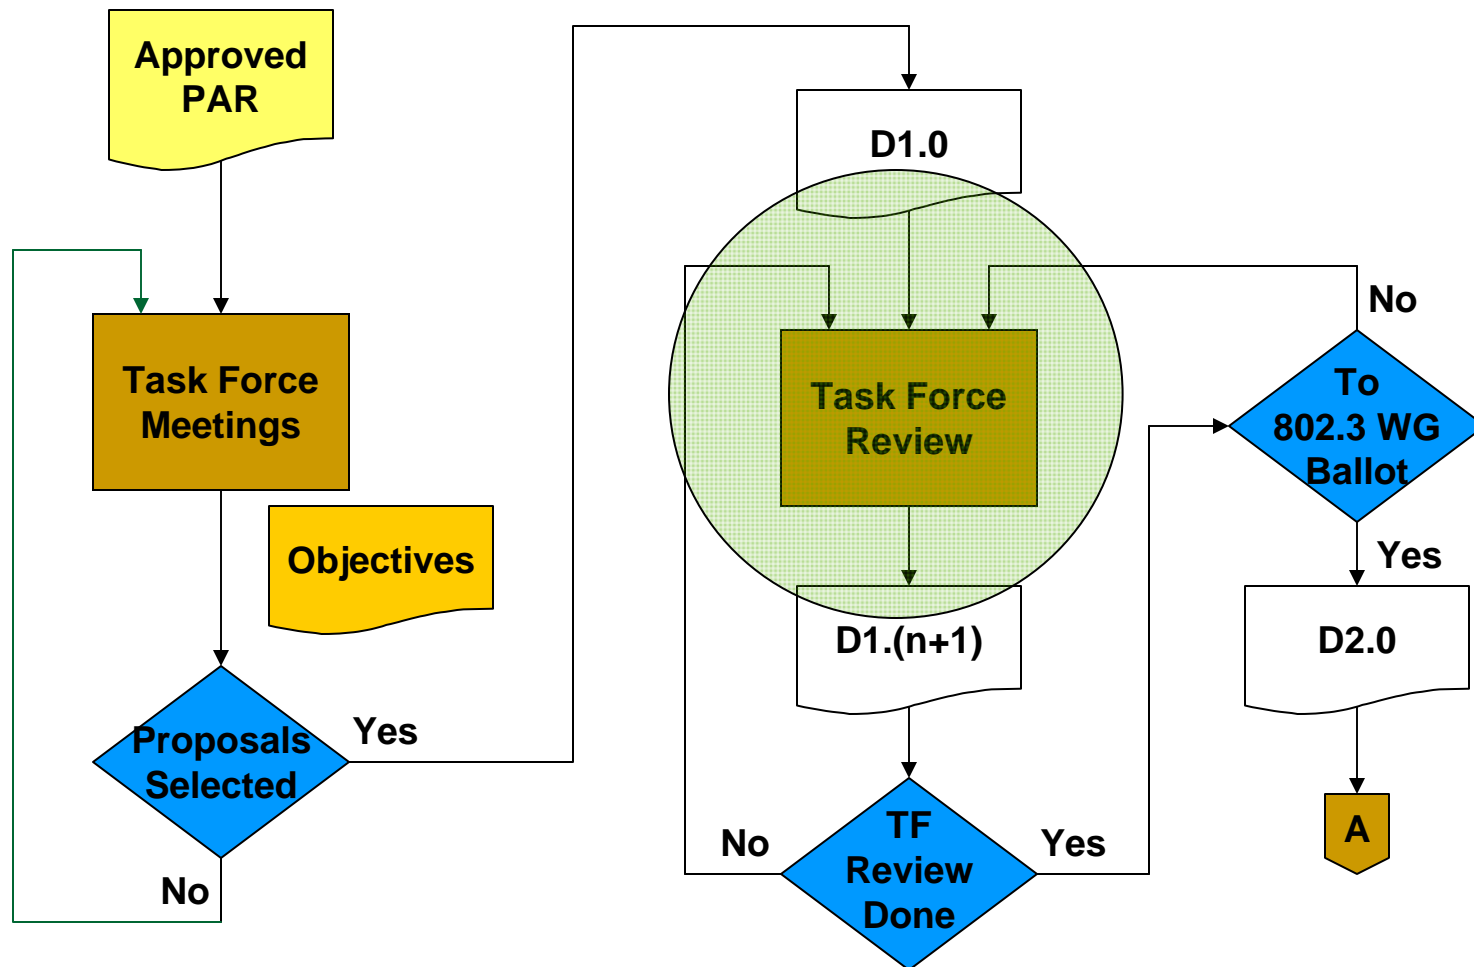 Approved
PAR
Task Force
Meetings
Objectives
Proposals
Selected
Yes
No
D1.0
Task Force
Review
D1.(n+1)
TF
Review
Done
No
Yes
To
802.3 WG
Ballot
No
Yes
D2.0
A